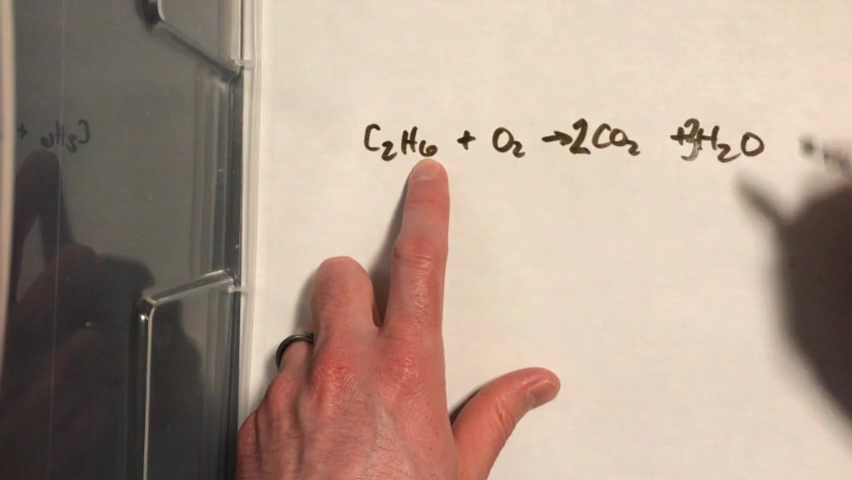 C₂H₆ + O₂ → 2CO₂ + 3H₂O